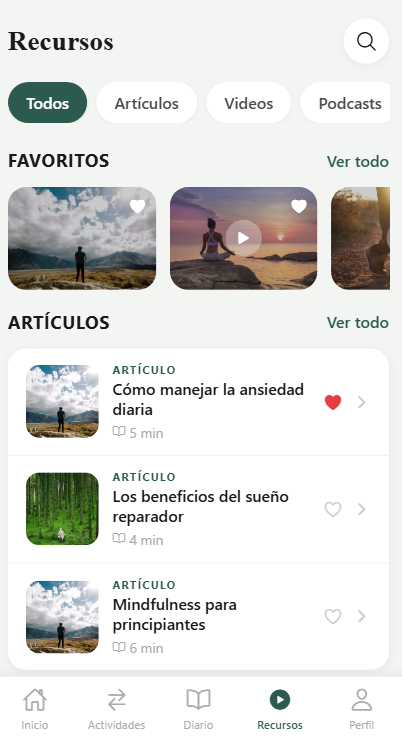 Recursos
Todos
Artículos
Videos
Podcasts
FAVORITOS
Ver todo
ARTÍCULOS
Ver todo
ARTÍCULO
Cómo manejar la ansiedad
diaria
5 min
ARTÍCULO
Los beneficios del sueño
reparador
4 min
ARTÍCULO
Mindfulness para
principiantes
6 min
Inicio
Actividades
Diario
Recursos
Perfil